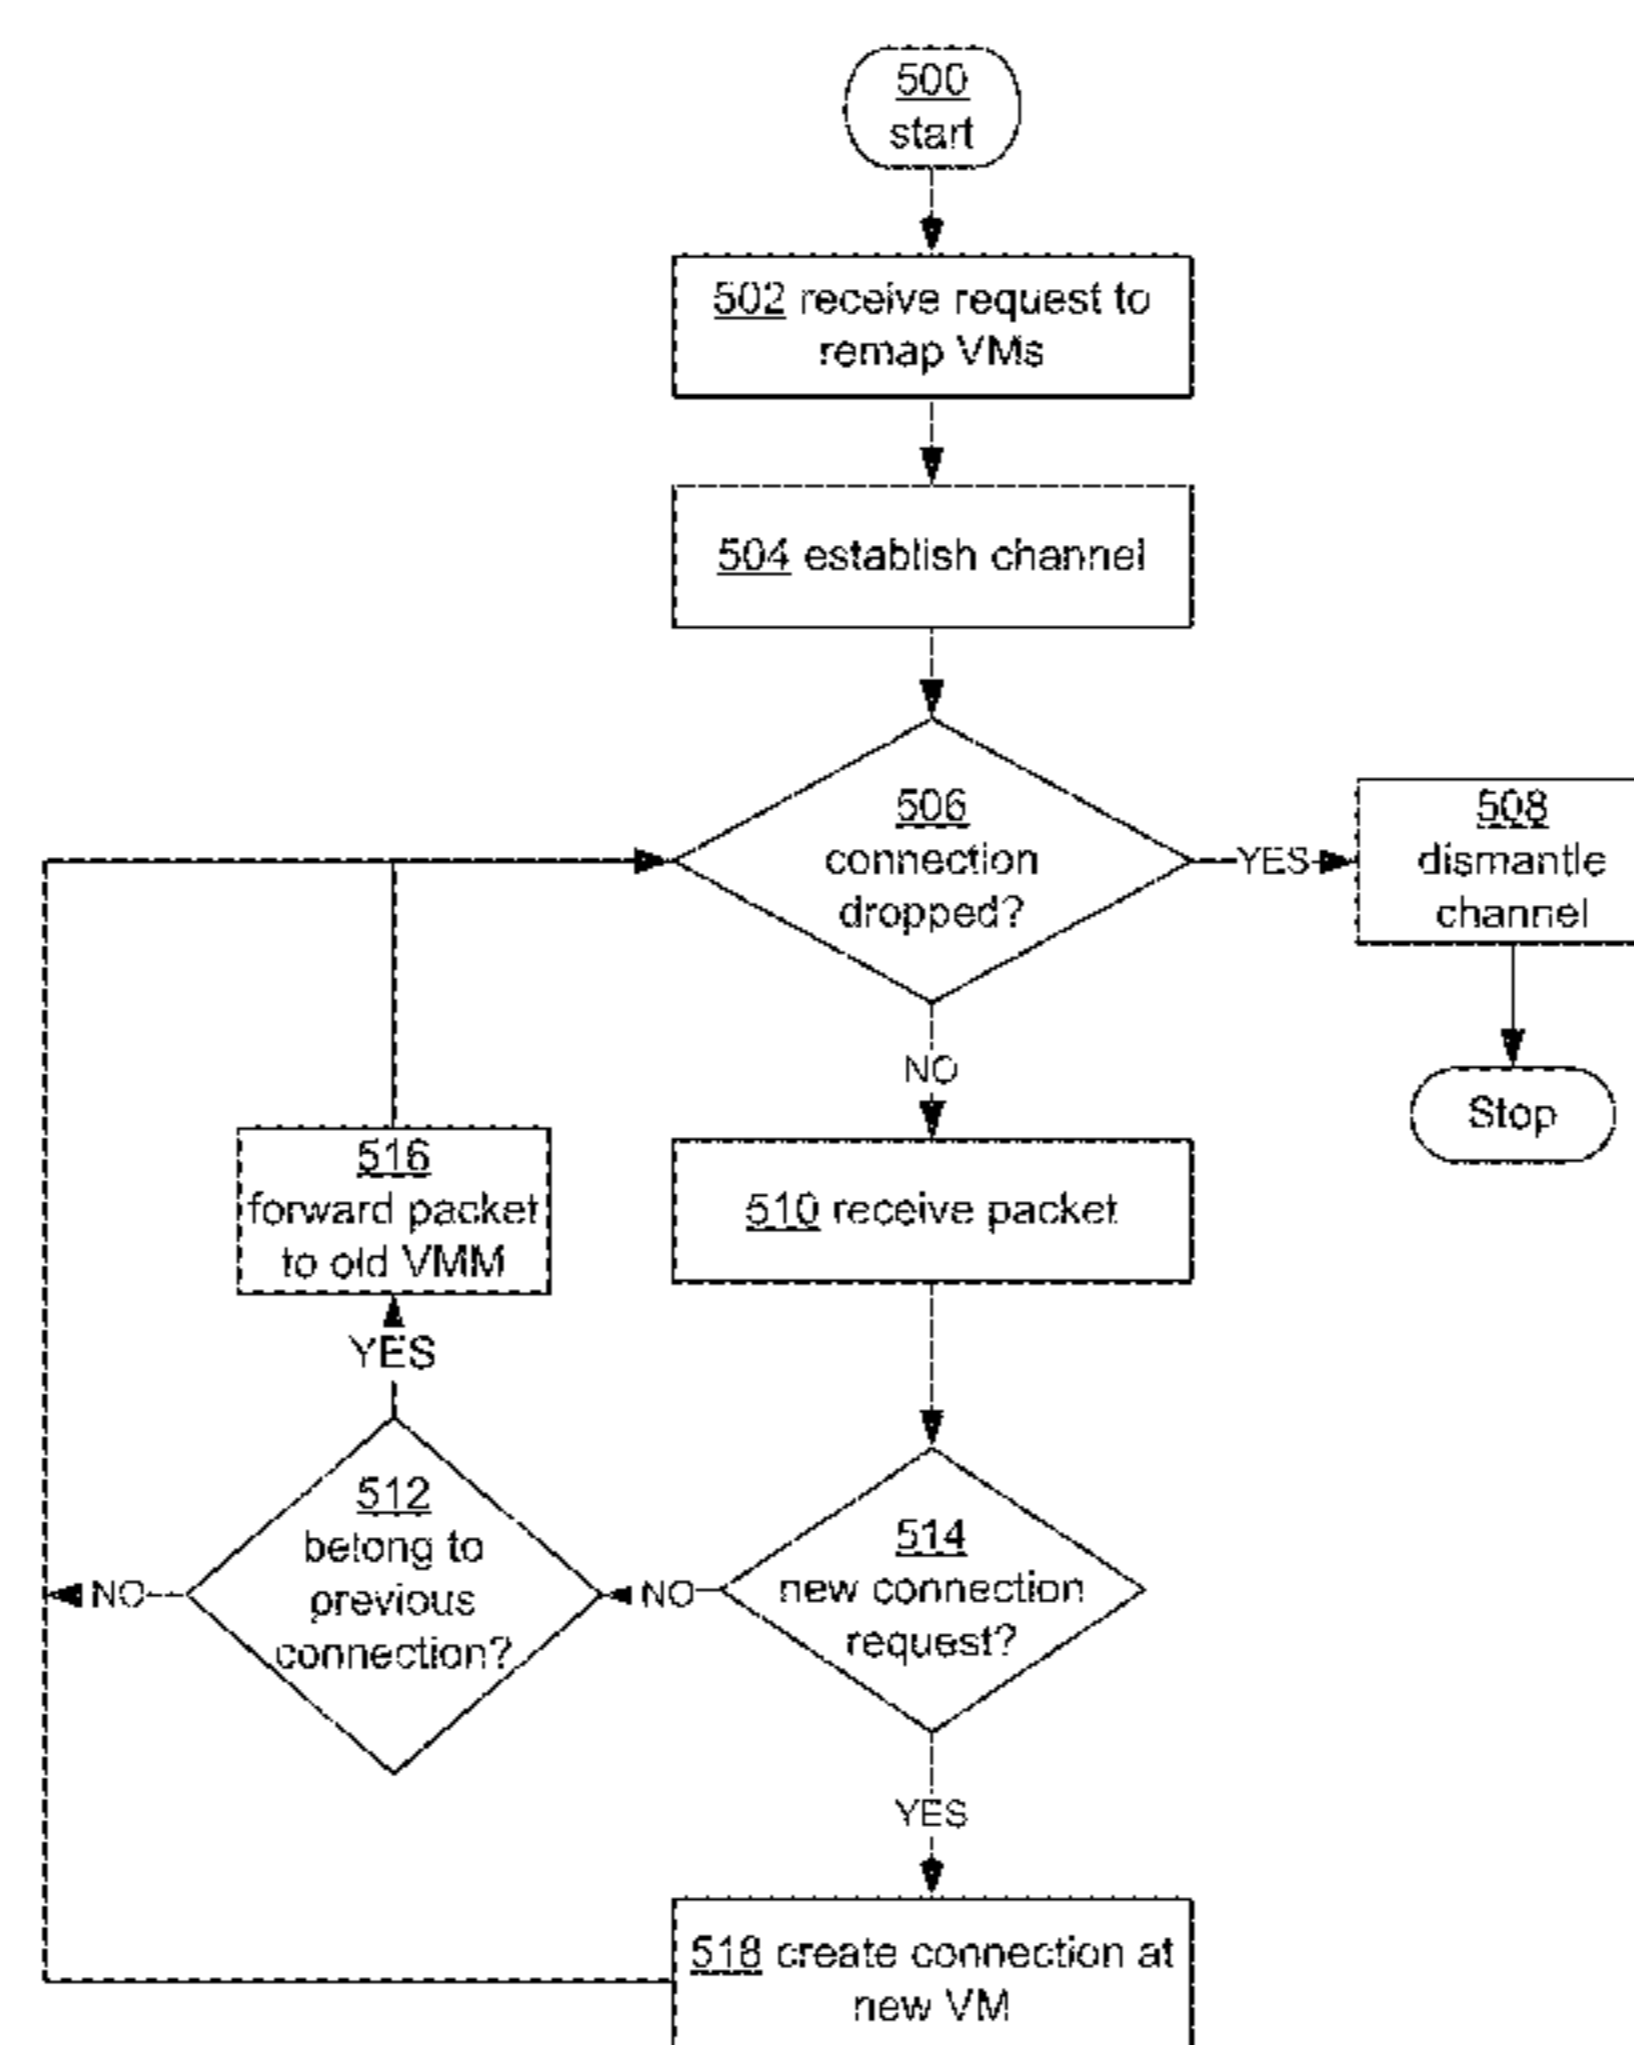 500
start
502 receive request to
remap VMs
504 establish channel
506
connection
dropped?
YES
508
dismantle
channel
NO
Stop
516
forward packet
to old VMM
510 receive packet
YES
512
belong to
previous
connection?
NO
NO
514
new connection
request?
YES
518 create connection at
new VM